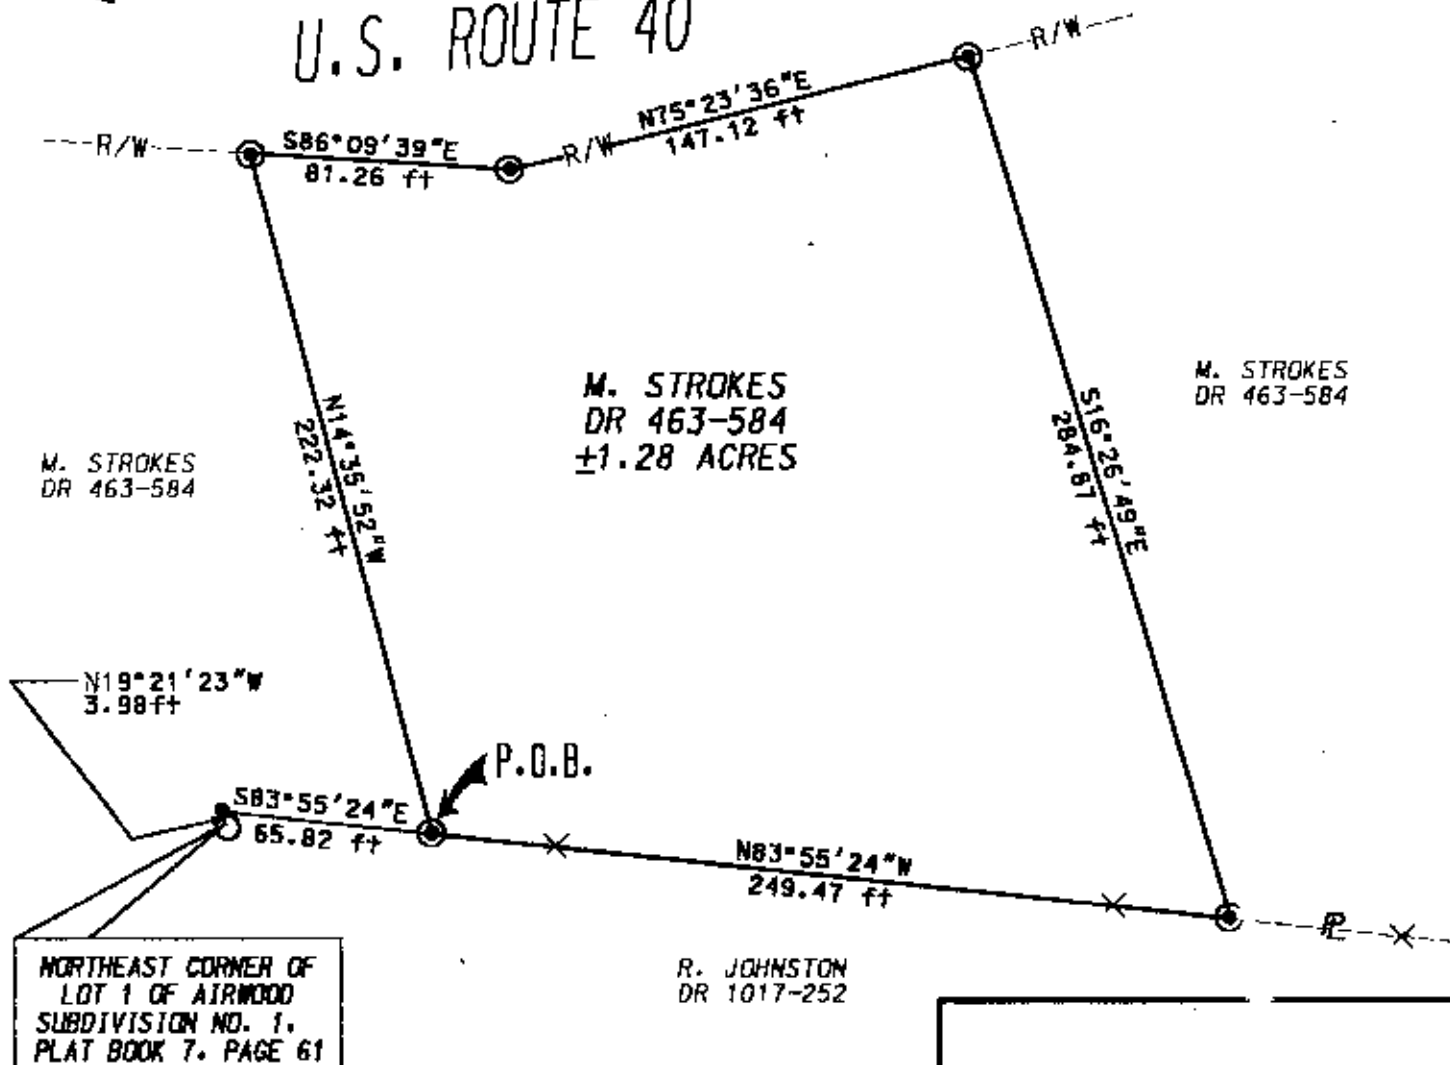 U.S. ROUTE 40
R/W
N75°23'36"E
147.12 ft
R/W
S86°09'39"E
81.26 ft
R/W
M. STROKES
DR 463-584
±1.28 ACRES
M. STROKES
DR 463-584
N14°35'52"W
222.32 ft
S16°26'49"E
284.87 ft
M. STROKES
DR 463-584
N19°21'23"W
3.98ft
P.O.B.
S83°55'24"E
65.82 ft
N83°55'24"W
249.47 ft
PL
R. JOHNSTON
DR 1017-252
NORTHEAST CORNER OF
LOT 1 OF AIRWOOD
SUBDIVISION NO. 1.
PLAT BOOK 7. PAGE 61